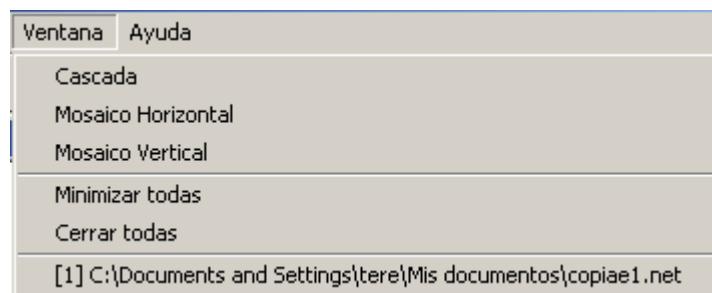 Ventana Ayuda
Cascada
Mosaico Horizontal
Mosaico Vertical
Minimizar todas
Cerrar todas
[1] C:\Documents and Settings\tere\Mis documentos\copiae1.net